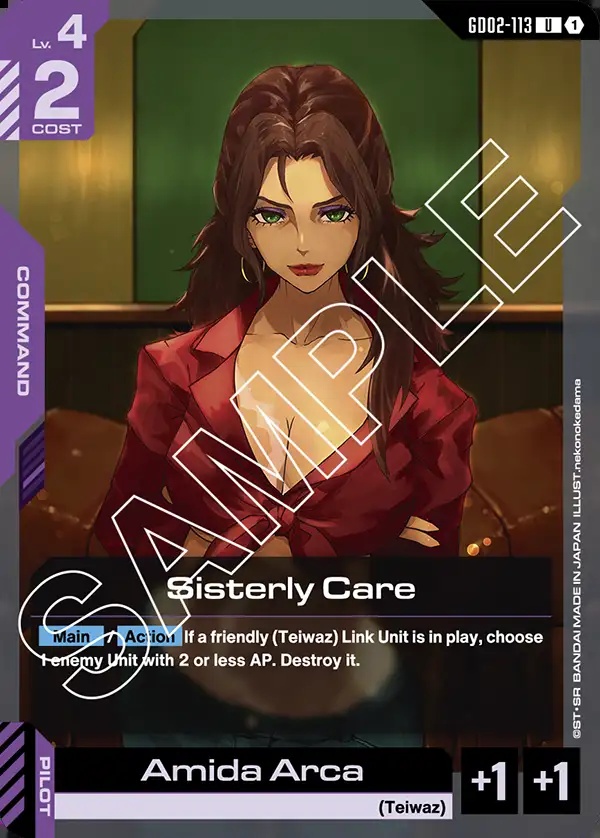 GD02-113 U 1
Lv. 4
2
COST
COMMAND
SAMPLE
Sisterly Care
Main / Action If a friendly (Teiwaz) Link Unit is in play, choose
1 enemy Unit with 2 or less AP. Destroy it.
©ST•SR BANDAI MADE IN JAPAN ILLUST.nekonokedama
PILOT
Amida Arca
+1 +1
(Teiwaz)